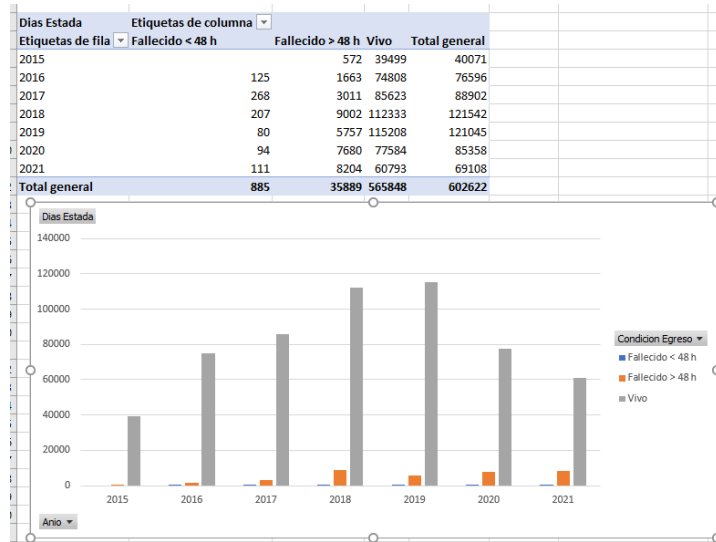 Dias Estada Etiquetas de columna
Etiquetas de fila Fallecido < 48 h Fallecido > 48 h Vivo Total general
2015 572 39499 40071
2016 125 1663 74808 76596
2017 268 3011 85623 88902
2018 207 9002 112333 121542
2019 80 5757 115208 121045
2020 94 7680 77584 85358
2021 111 8204 60793 69108
Total general 885 35889 565848 602622
Dias Estada
140000
120000
100000
80000
60000
40000
20000
0
2015 2016 2017 2018 2019 2020 2021
Condicion Egreso
Fallecido < 48 h
Fallecido > 48 h
Vivo
Anio